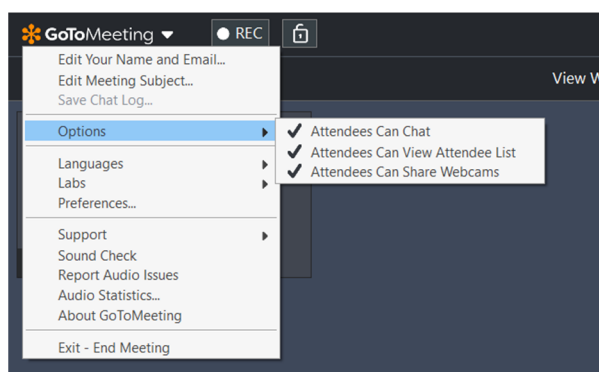 GoToMeeting REC
View W
Edit Your Name and Email...
Edit Meeting Subject...
Save Chat Log...
Options
Attendees Can Chat
Attendees Can View Attendee List
Attendees Can Share Webcams
Languages
Labs
Preferences...
Support
Sound Check
Report Audio Issues
Audio Statistics...
About GoToMeeting
Exit - End Meeting